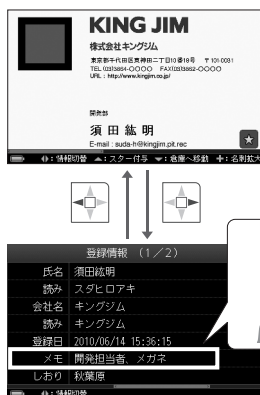 KING JIM
株式会社キングジム
東京都千代田区東神田二丁目10番18号 〒101-0031
TEL (03)3864-○○○○ FAX(03)3862-○○○○
URL : http://www.kingjim.co.jp/
開発部
須田 紘明
E-mail : suda-h@kingjim.pit.rec
:情報切替 ▲:スター付与 :倉庫へ移動 :名刺拡大
登録情報 (1/2)
氏名 須田紘明
読み スダヒロアキ
会社名 キングジム
読み キングジム
登録日 2010/06/14 15:36:15
メモ 開発担当者、メガネ
しおり 秋葉原
:情報切替